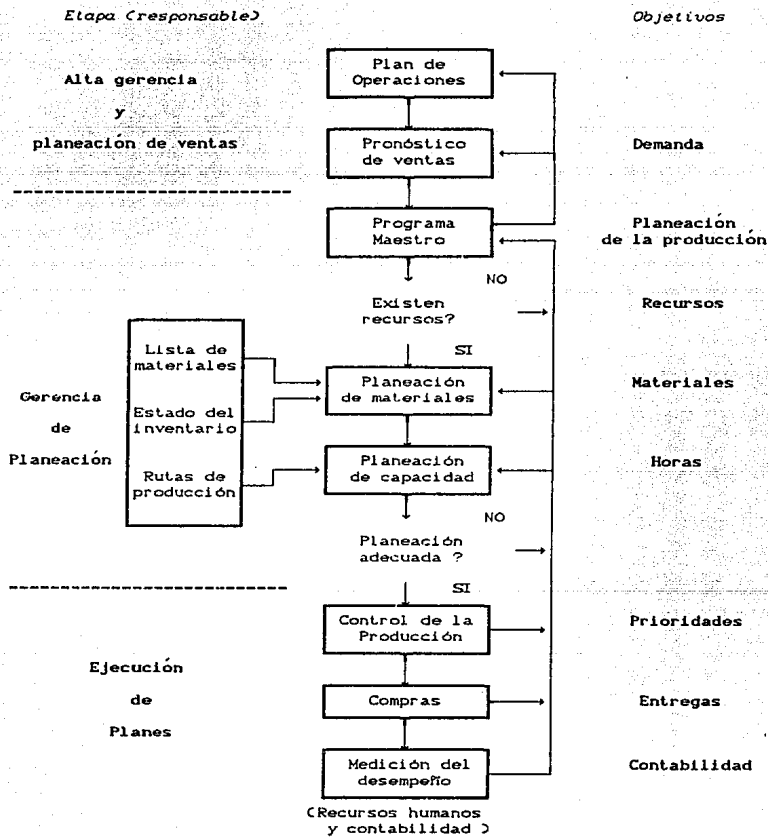 Etapa (responsable)
Objetivos
Plan de
Operaciones
Alta gerencia
y
planeación de ventas
Pronóstico
de ventas
Demanda
Programa
Maestro
Planeación
de la producción
NO
Existen
recursos?
Recursos
SI
Lista de
materiales
Planeación
de materiales
Materiales
Gerencia
de
Planeación
Estado del
inventario
Rutas de
producción
Planeación
de capacidad
Horas
NO
Planeación
adecuada ?
SI
Control de la
Producción
Prioridades
Ejecución
de
Planes
Compras
Entregas
Medición del
desempeño
Contabilidad
(Recursos humanos
y contabilidad )